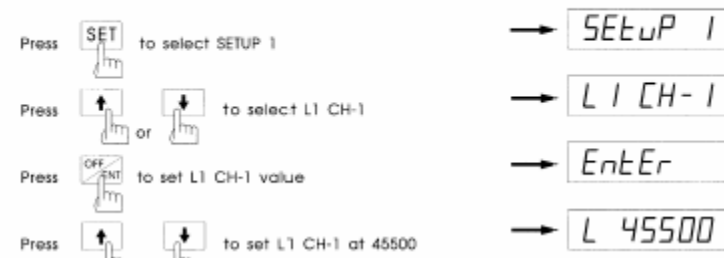 Press SET to select SETUP 1 → SEtuP 1
Press ↑ or ↓ to select L1 CH-1 → L 1 CH-1
Press OFF/ENT to set L1 CH-1 value → EntEr
Press ↑ ↓ to set L1 CH-1 at 45500 → L 45500